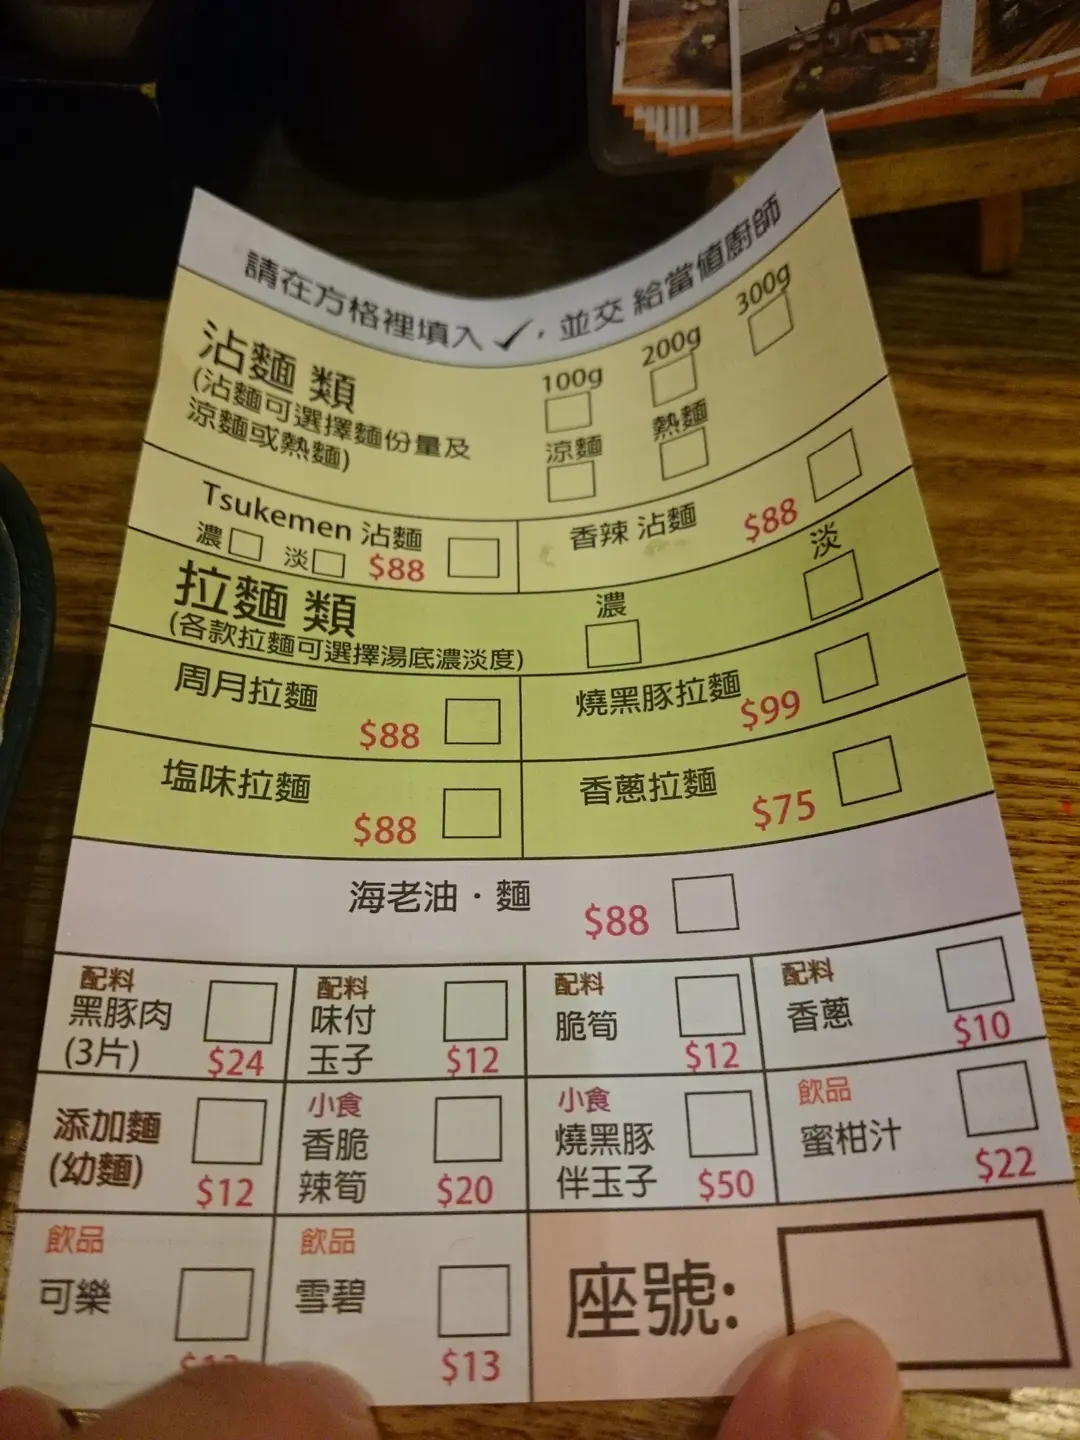 請在方格裡填入 ✓，並交 給當值廚師
沾麵 類
(沾麵可選擇麵份量及
涼麵或熱麵)
100g 200g 300g
涼麵 熱麵
Tsukemen 沾麵
濃 淡 $88
香辣 沾麵 $88
拉麵 類
(各款拉麵可選擇湯底濃淡度)
濃 淡
周月拉麵 $88
燒黑豚拉麵 $99
塩味拉麵 $88
香蔥拉麵 $75
海老油・麵 $88
配料
黑豚肉
(3片) $24
配料
味付
玉子 $12
配料
脆筍 $12
配料
香蔥 $10
添加麵
(幼麵) $12
小食
香脆
辣筍 $20
小食
燒黑豚
伴玉子 $50
飲品
蜜柑汁 $22
飲品
可樂
飲品
雪碧 $13
座號: